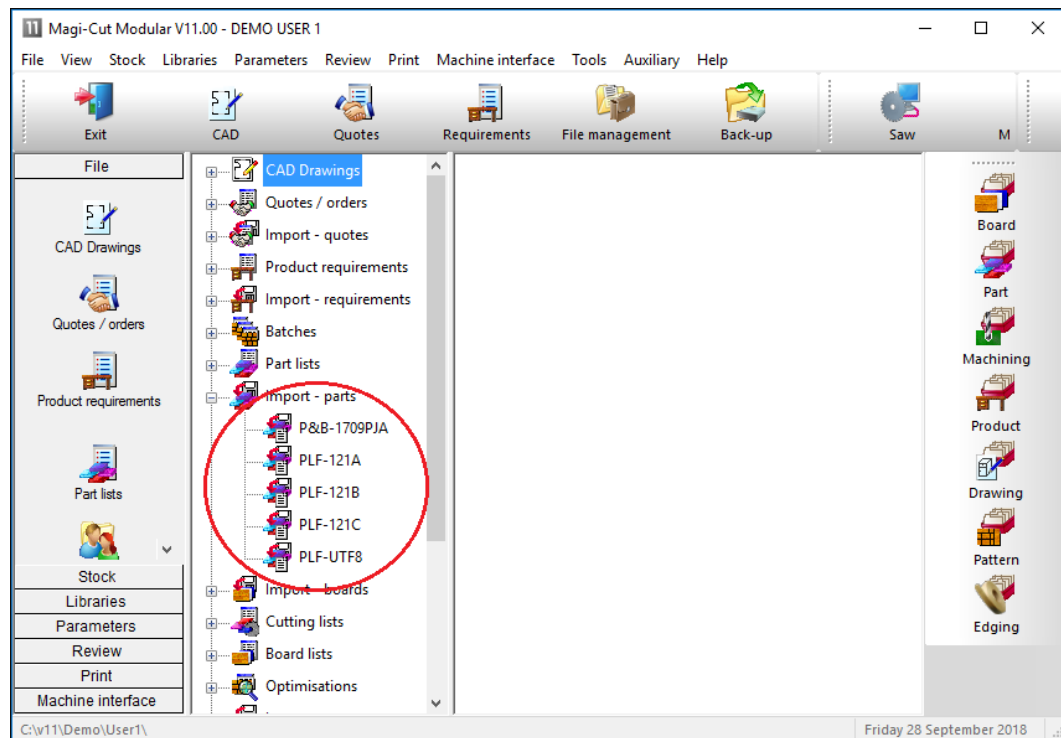 11 Magi-Cut Modular V11.00 - DEMO USER 1
File View Stock Libraries Parameters Review Print Machine interface Tools Auxiliary Help
Exit CAD Quotes Requirements File management Back-up Saw M
File
CAD Drawings
Quotes / orders
Product requirements
Part lists
Stock
Libraries
Parameters
Review
Print
Machine interface
CAD Drawings
Quotes / orders
Import - quotes
Product requirements
Import - requirements
Batches
Part lists
Import - parts
P&B-1709PJA
PLF-121A
PLF-121B
PLF-121C
PLF-UTF8
Import - boards
Cutting lists
Board lists
Optimisations
Board
Part
Machining
Product
Drawing
Pattern
Edging
C:\v11\Demo\User1\ Friday 28 September 2018